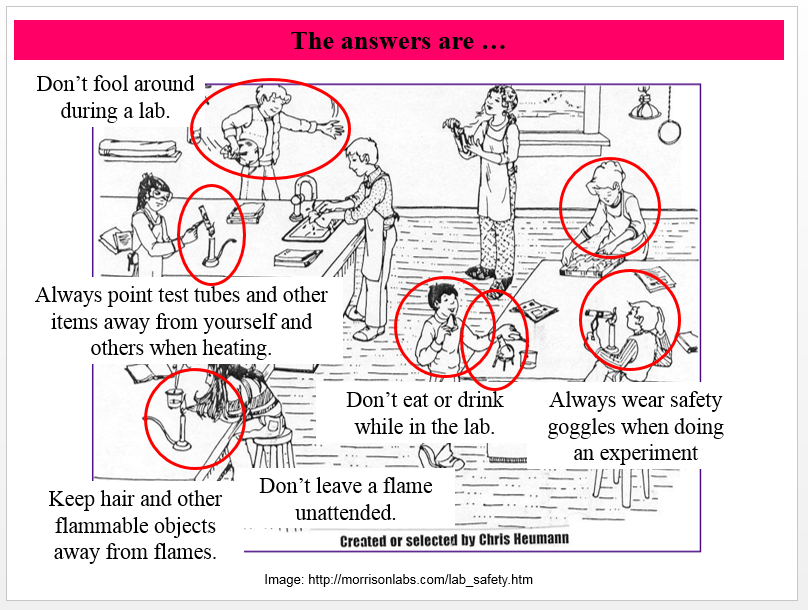 The answers are …
Don’t fool around
during a lab.
Always point test tubes and other
items away from yourself and
others when heating.
Don’t eat or drink
while in the lab.
Always wear safety
goggles when doing
an experiment
Keep hair and other
flammable objects
away from flames.
Don’t leave a flame
unattended.
Created or selected by Chris Heumann
Image: http://morrisonlabs.com/lab_safety.htm